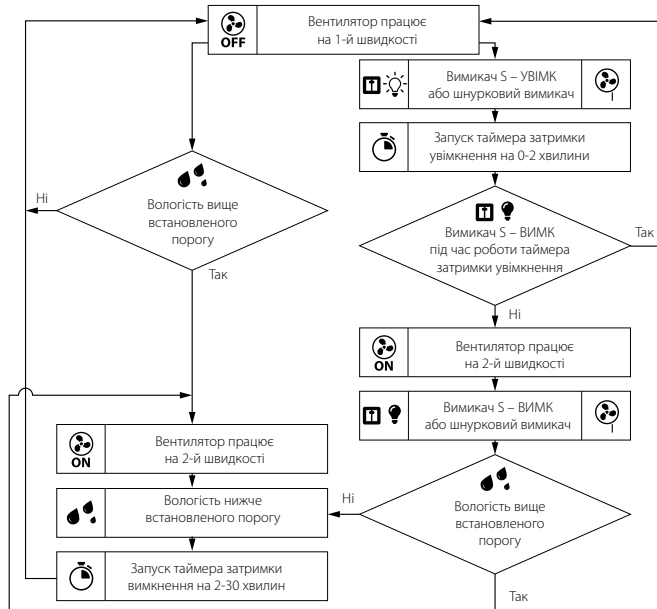 OFF
Вентилятор працює
на 1-й швидкості
Вимикач S – УВІМК
або шнурковий вимикач
Запуск таймера затримки
увімкнення на 0-2 хвилини
Ні
Вологість вище
встановленого
порогу
Так
Вимикач S – ВИМК
під час роботи таймера
затримки увімкнення
Так
Ні
ON
Вентилятор працює
на 2-й швидкості
Вимикач S – ВИМК
або шнурковий вимикач
ON
Вентилятор працює
на 2-й швидкості
Вологість нижче
встановленого порогу
Ні
Вологість вище
встановленого
порогу
Запуск таймера затримки
вимкнення на 2-30 хвилин
Так